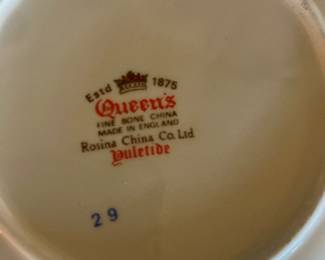 Estd 1875
Queen's
FINE BONE CHINA
MADE IN ENGLAND
Rosina China Co. Ltd
Yuletide
29